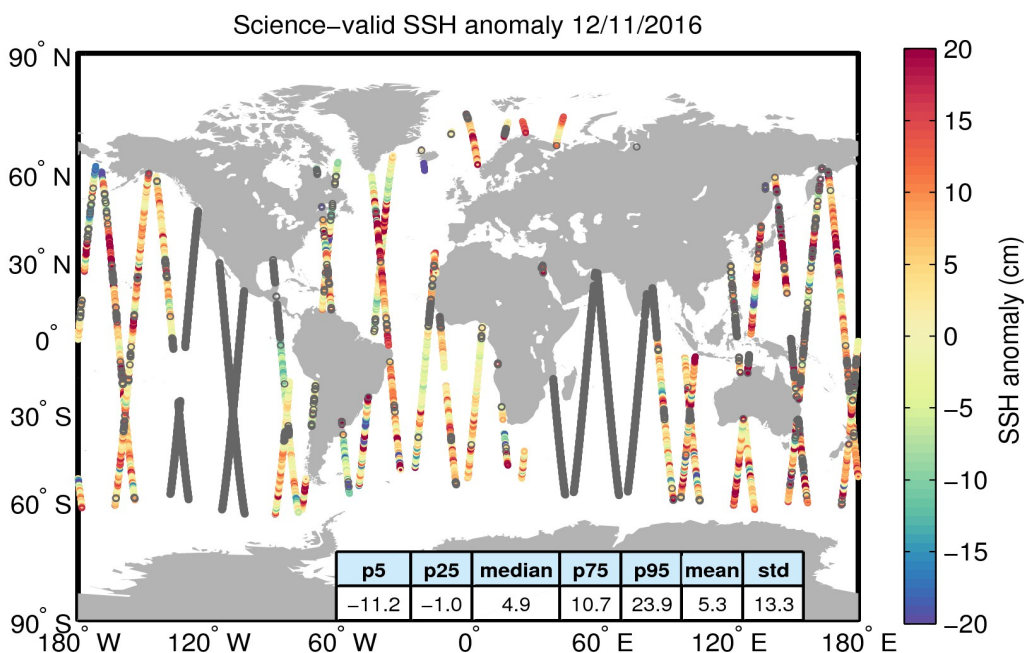 Science−valid SSH anomaly 12/11/2016
90° N
60° N
30° N
0°
30° S
60° S
90° S
180° W
120° W
60° W
0°
60° E
120° E
180° E
p5 p25 median p75 p95 mean std
−11.2 −1.0 4.9 10.7 23.9 5.3 13.3
20
15
10
5
0
−5
−10
−15
−20
SSH anomaly (cm)